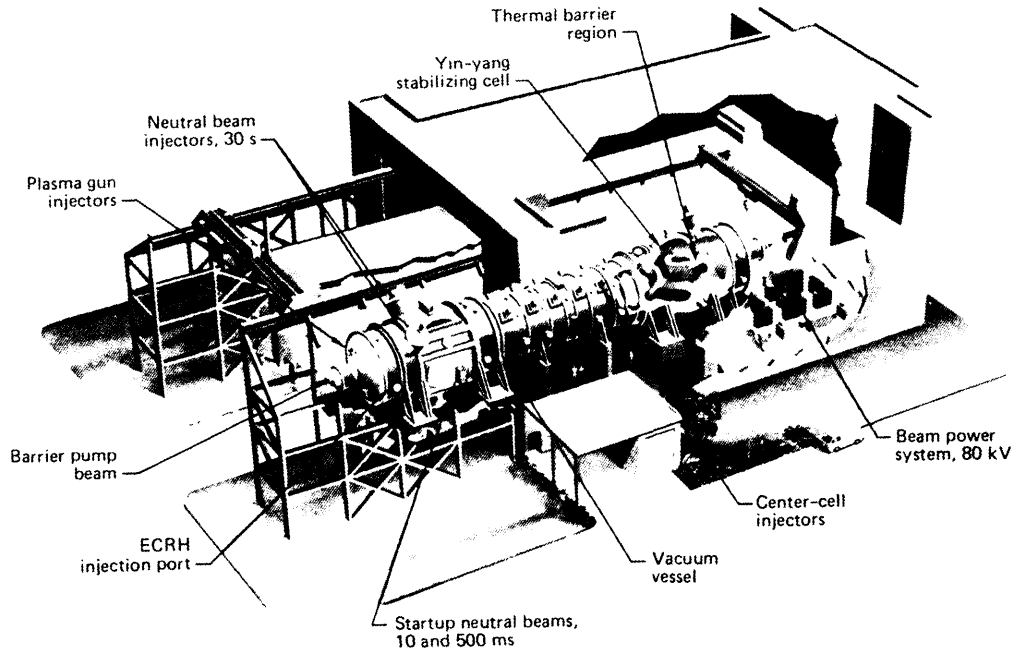 Thermal barrier
region
Yin-yang
stabilizing cell
Neutral beam
injectors, 30 s
Plasma gun
injectors
Barrier pump
beam
Beam power
system, 80 kV
Center-cell
injectors
ECRH
injection port
Vacuum
vessel
Startup neutral beams,
10 and 500 ms